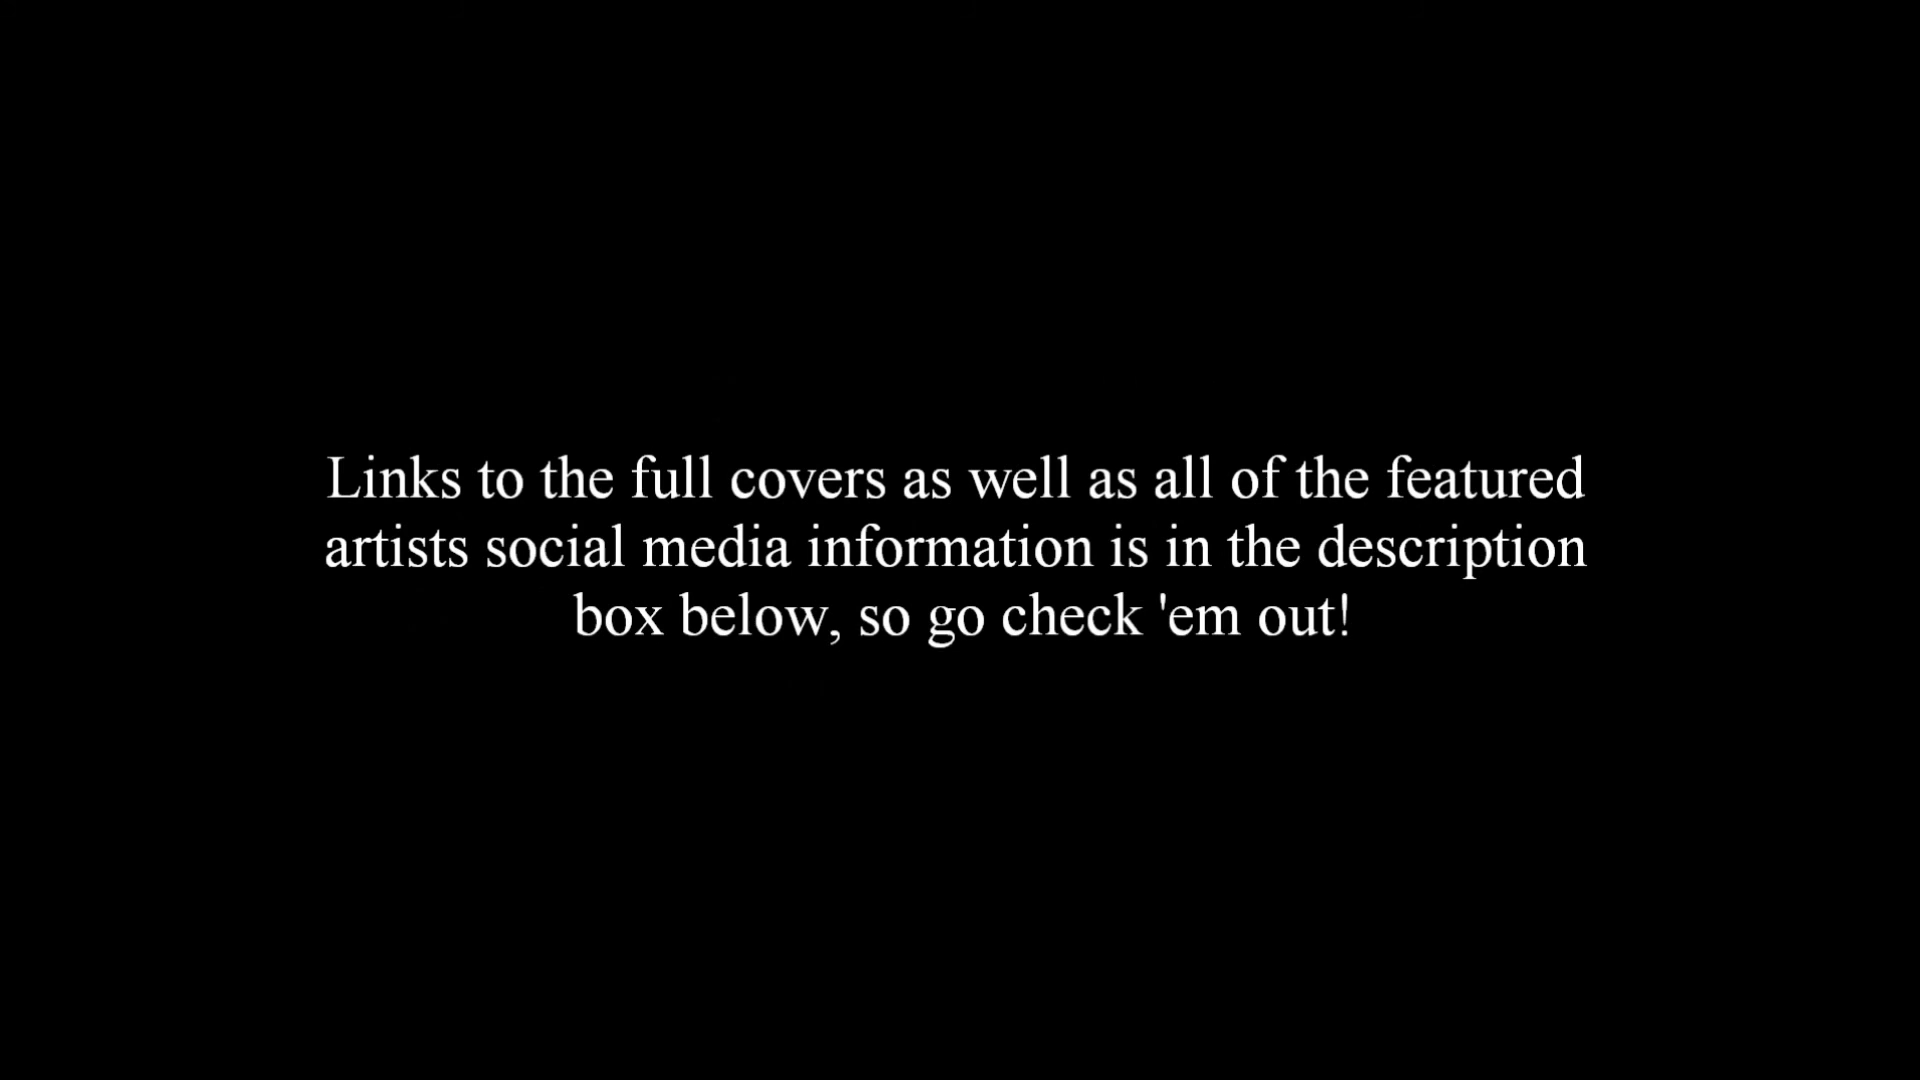 Links to the full covers as well as all of the featured
artists social media information is in the description
box below, so go check 'em out!